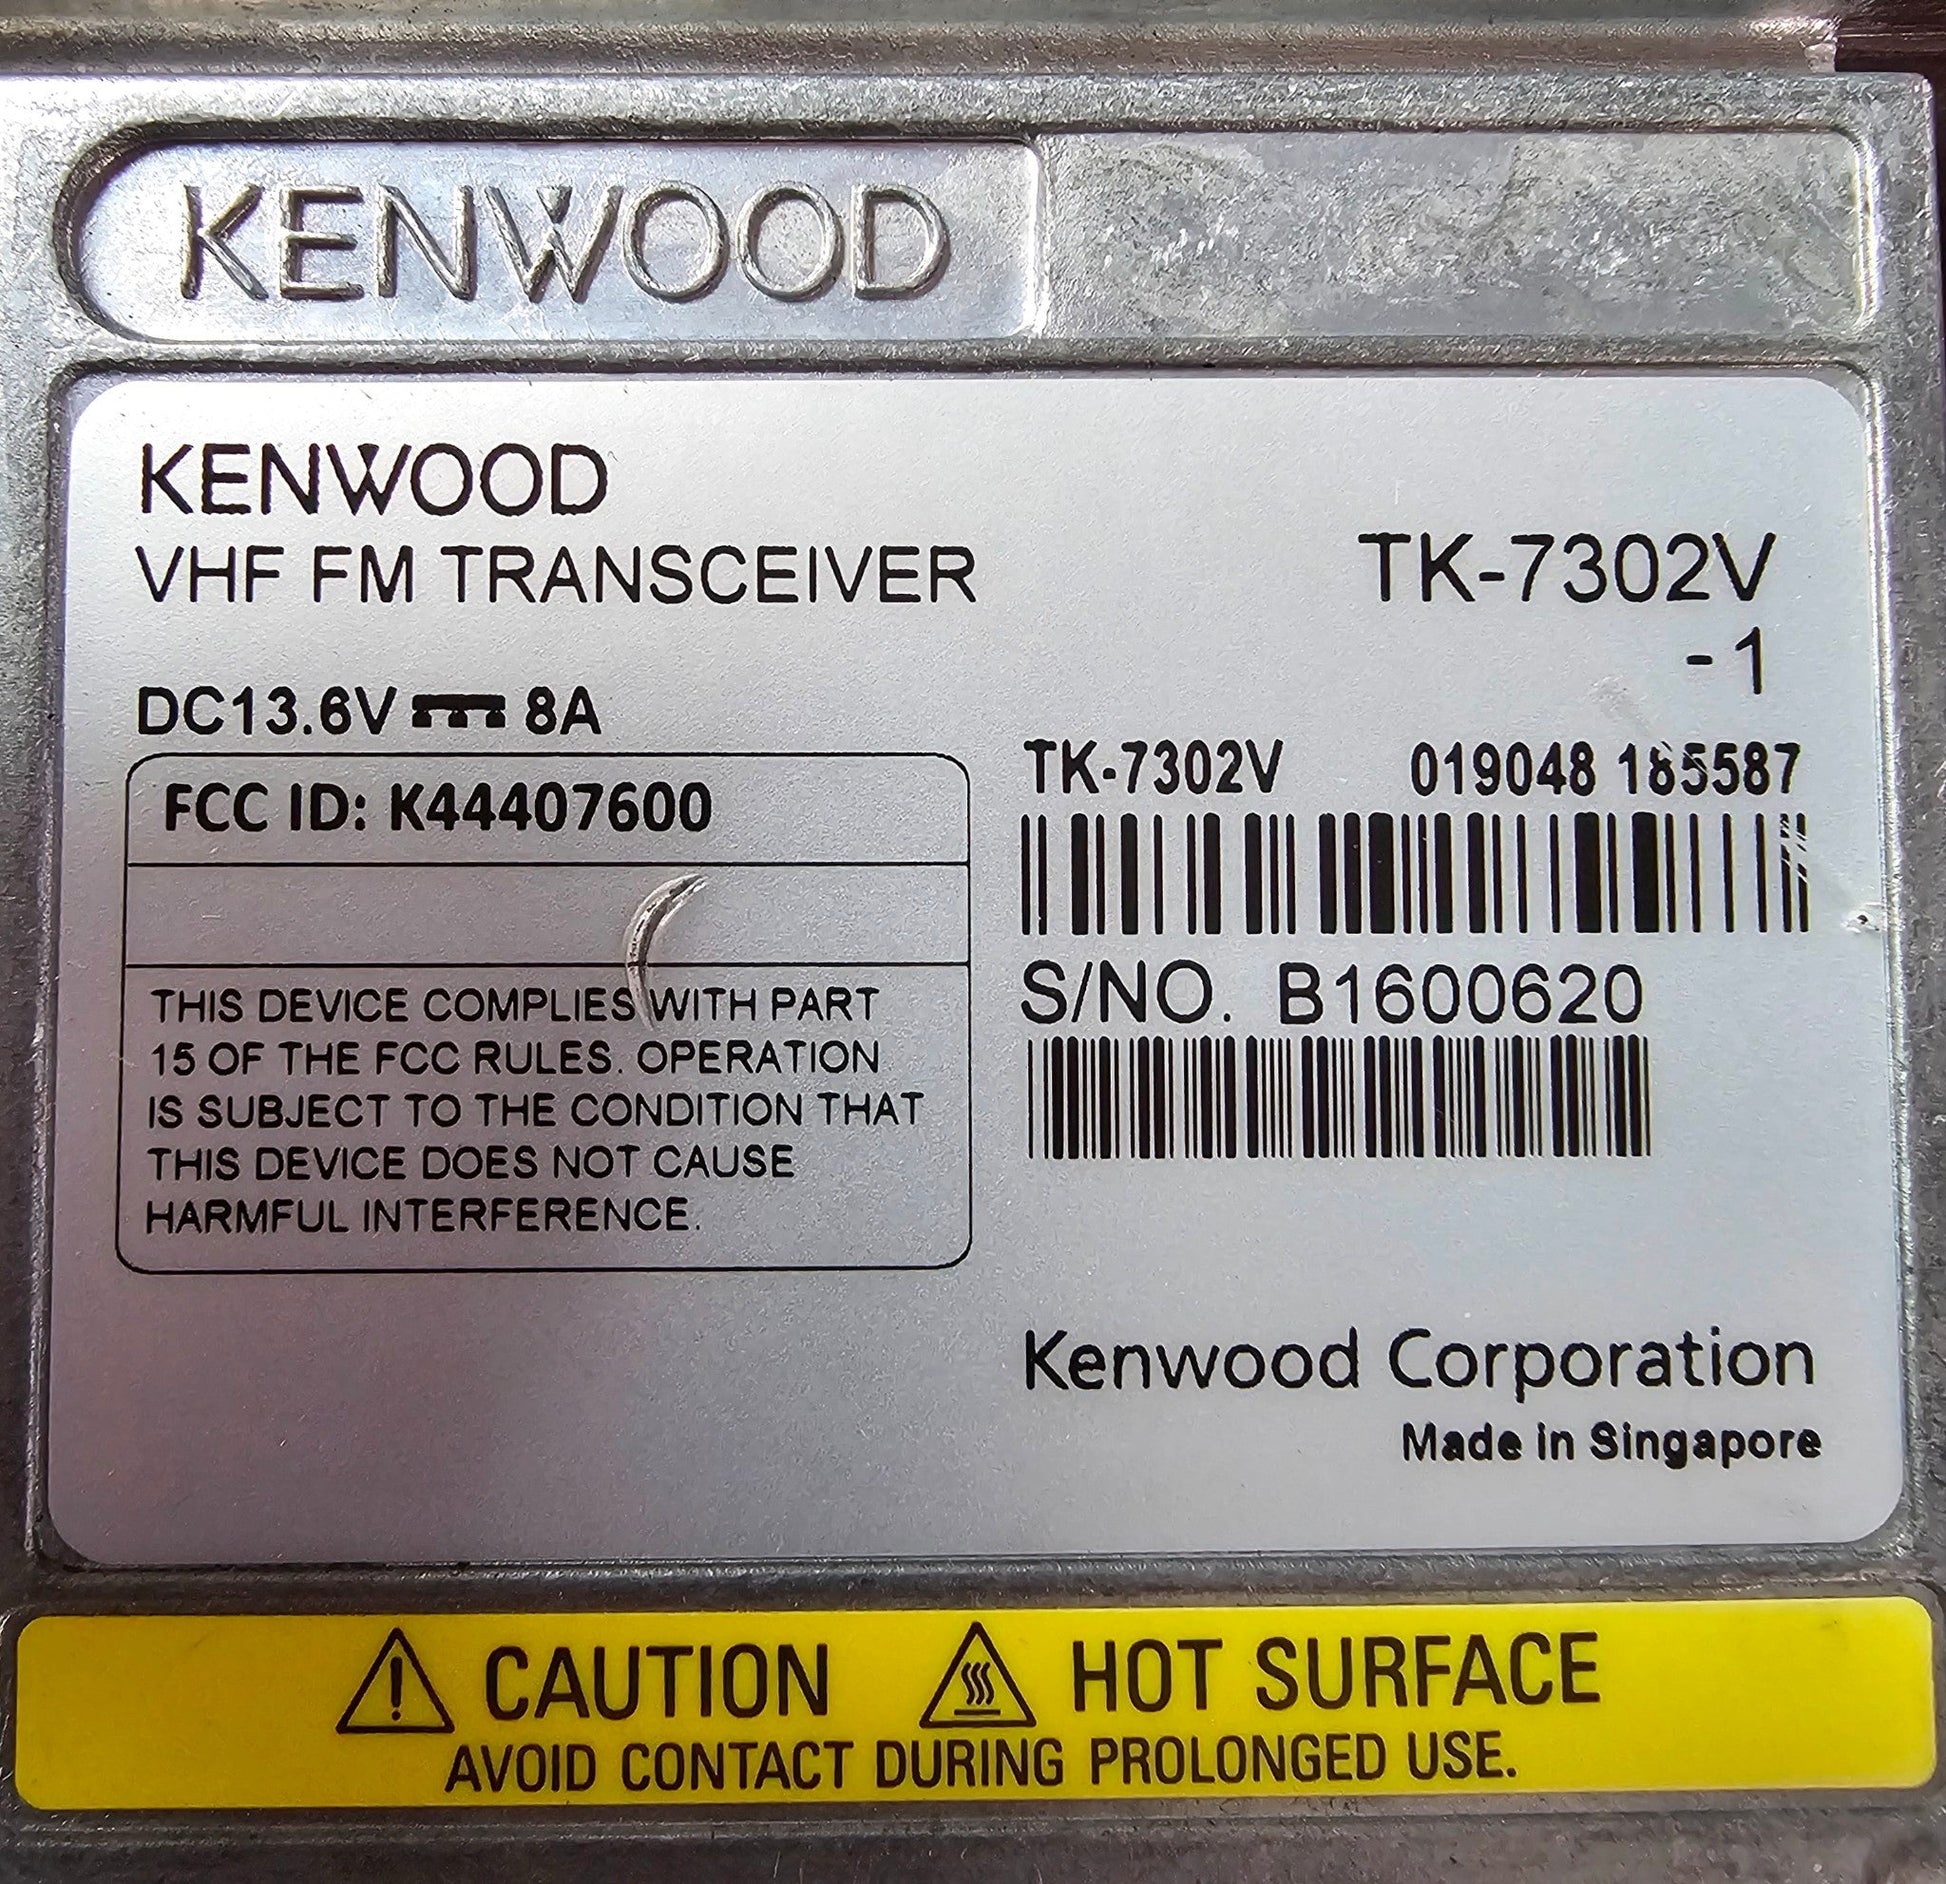 KENWOOD
KENWOOD
VHF FM TRANSCEIVER
TK-7302V
-1
DC13.6V 8A
FCC ID: K44407600
THIS DEVICE COMPLIES WITH PART
15 OF THE FCC RULES. OPERATION
IS SUBJECT TO THE CONDITION THAT
THIS DEVICE DOES NOT CAUSE
HARMFUL INTERFERENCE.
TK-7302V 019048 185587
S/NO. B1600620
Kenwood Corporation
Made in Singapore
CAUTION HOT SURFACE
AVOID CONTACT DURING PROLONGED USE.